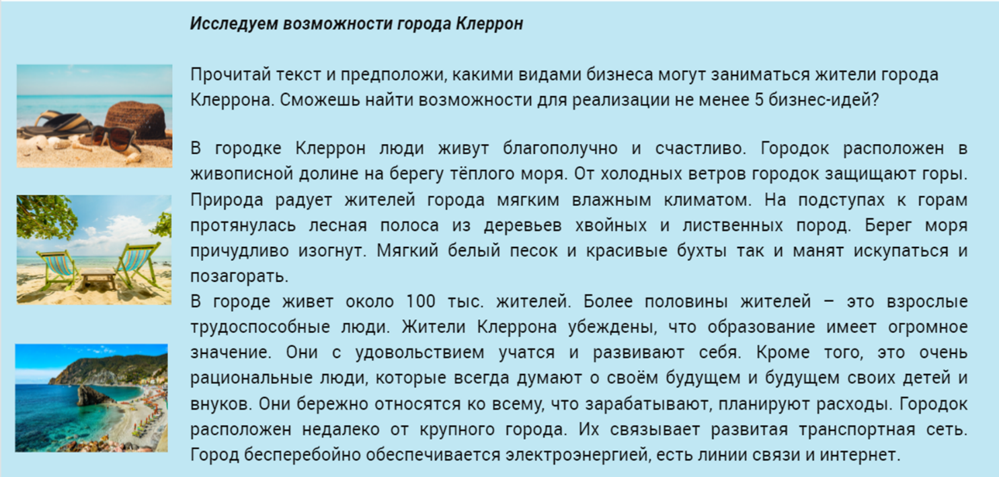 Исследуем возможности города Клеррон
Прочитай текст и предположи, какими видами бизнеса могут заниматься жители города
Клеррона. Сможешь найти возможности для реализации не менее 5 бизнес-идей?
В городке Клеррон люди живут благополучно и счастливо. Городок расположен в
живописной долине на берегу тёплого моря. От холодных ветров городок защищают горы.
Природа радует жителей города мягким влажным климатом. На подступах к горам
протянулась лесная полоса из деревьев хвойных и лиственных пород. Берег моря
причудливо изогнут. Мягкий белый песок и красивые бухты так и манят искупаться и
позагорать.
В городе живет около 100 тыс. жителей. Более половины жителей – это взрослые
трудоспособные люди. Жители Клеррона убеждены, что образование имеет огромное
значение. Они с удовольствием учатся и развивают себя. Кроме того, это очень
рациональные люди, которые всегда думают о своём будущем и будущем своих детей и
внуков. Они бережно относятся ко всему, что зарабатывают, планируют расходы. Городок
расположен недалеко от крупного города. Их связывает развитая транспортная сеть.
Город бесперебойно обеспечивается электроэнергией, есть линии связи и интернет.